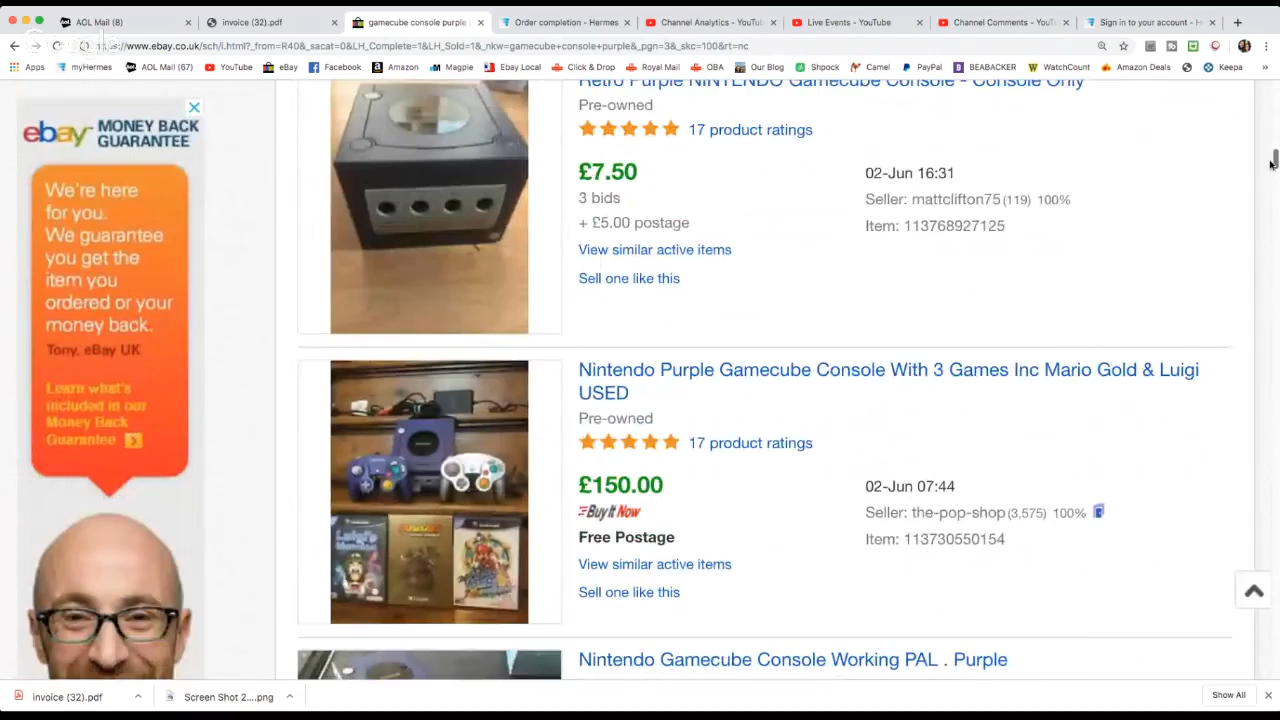 AOL Mail (8)
invoice (32).pdf
gamecube console purple
Order completion - Hermes
Channel Analytics - YouTu
Live Events - YouTube
Channel Comments - YouTu
Sign in to your account - H
https://www.ebay.co.uk/sch/i.html?_from=R40&_sacat=0&LH_Complete=1&LH_Sold=1&_nkw=gamecube+console+purple&_pgn=3&_skc=100&rt=nc
Apps
myHermes
AOL Mail (67)
YouTube
eBay
Facebook
Amazon
Magpie
Ebay Local
Click & Drop
Royal Mail
OBA
Our Blog
Shpock
Camel
PayPal
BEABACKER
WatchCount
Amazon Deals
Keepa
»
ebay MONEY BACK
GUARANTEE
We're here
for you.
We guarantee
you get the
item you
ordered or your
money back.
Tony, eBay UK
Learn what's
included in our
Money Back
Guarantee
Retro Purple NINTENDO Gamecube Console - Console Only
Pre-owned
17 product ratings
£7.50
3 bids
+ £5.00 postage
View similar active items
Sell one like this
02-Jun 16:31
Seller: mattclifton75 (119) 100%
Item: 113768927125
Nintendo Purple Gamecube Console With 3 Games Inc Mario Gold & Luigi
USED
Pre-owned
17 product ratings
£150.00
Buy It Now
Free Postage
View similar active items
Sell one like this
02-Jun 07:44
Seller: the-pop-shop (3,575) 100%
Item: 113730550154
Nintendo Gamecube Console Working PAL . Purple
invoice (32).pdf
Screen Shot 2....png
Show All